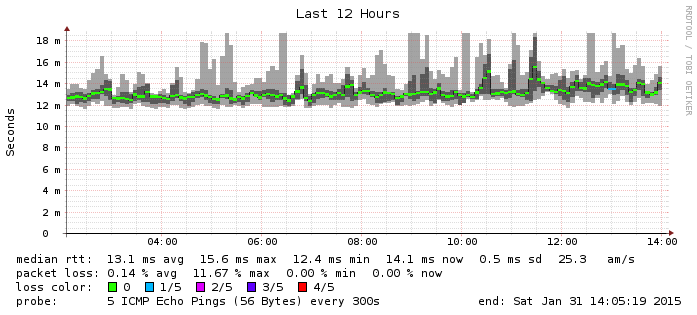 Last 12 Hours
RRDTOOL / TOBI OETIKER
Seconds
18 m
16 m
14 m
12 m
10 m
8 m
6 m
4 m
2 m
0
04:00 06:00 08:00 10:00 12:00 14:00
median rtt: 13.1 ms avg 15.6 ms max 12.4 ms min 14.1 ms now 0.5 ms sd 25.3 am/s
packet loss: 0.14 % avg 11.67 % max 0.00 % min 0.00 % now
loss color: 0 1/5 2/5 3/5 4/5
probe: 5 ICMP Echo Pings (56 Bytes) every 300s end: Sat Jan 31 14:05:19 2015